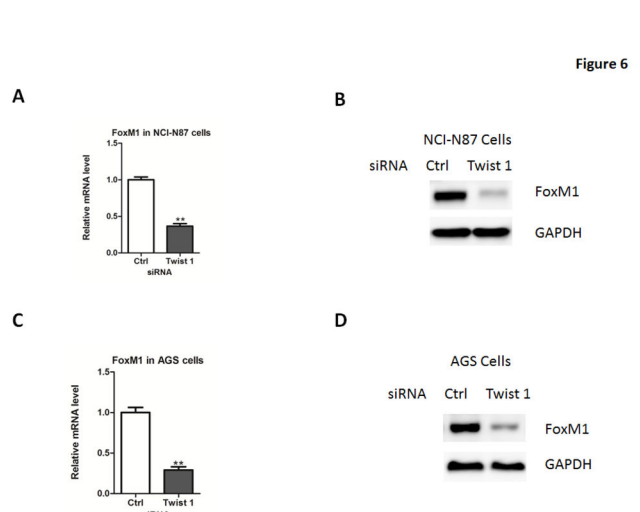 Figure 6
A
FoxM1 in NCI-N87 cells
Relative mRNA level
1.5
1.0
0.5
0.0
**
Ctrl Twist 1
siRNA
B
NCI-N87 Cells
siRNA Ctrl Twist 1
FoxM1
GAPDH
C
FoxM1 in AGS cells
Relative mRNA level
1.5
1.0
0.5
0.0
**
Ctrl Twist 1
D
AGS Cells
siRNA Ctrl Twist 1
FoxM1
GAPDH